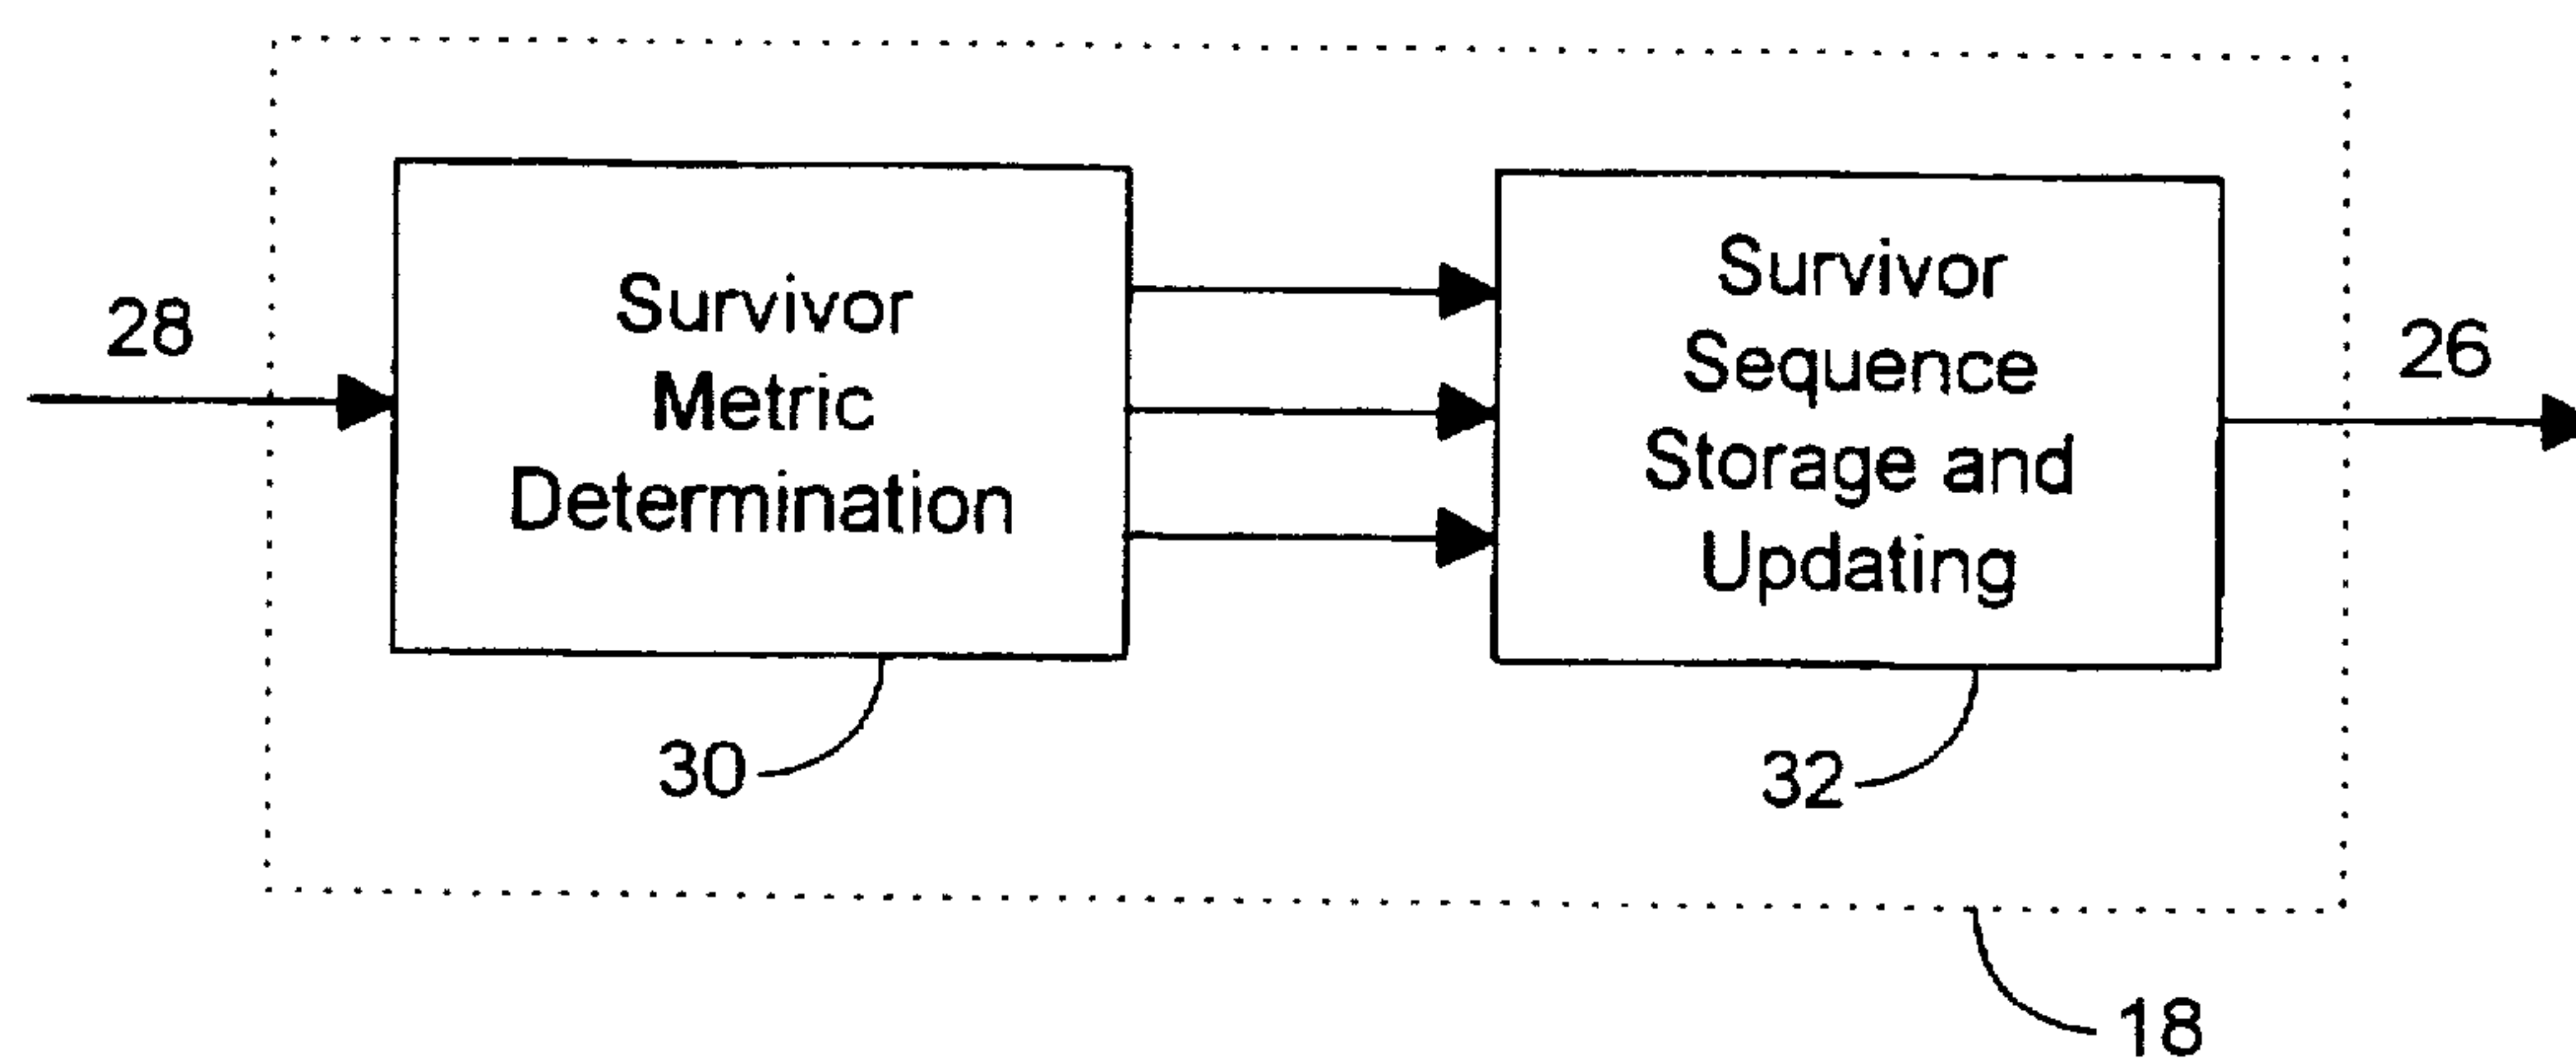 28
Survivor
Metric
Determination
Survivor
Sequence
Storage and
Updating
26
30
32
18